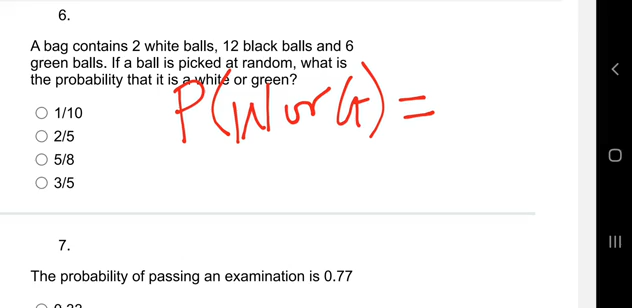 6.
A bag contains 2 white balls, 12 black balls and 6
green balls. If a ball is picked at random, what is
the probability that it is a white or green?
P(W or G) =
1/10
2/5
5/8
3/5
7.
The probability of passing an examination is 0.77